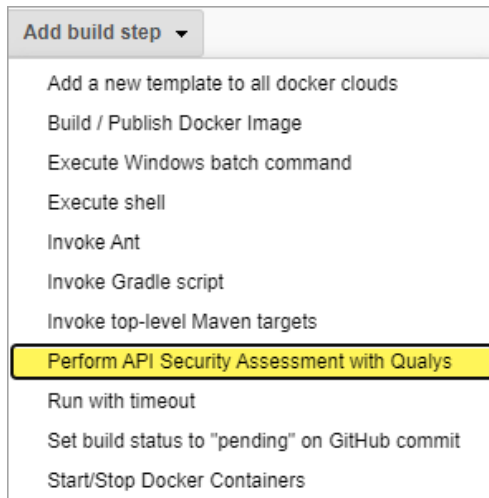 Add build step
Add a new template to all docker clouds
Build / Publish Docker Image
Execute Windows batch command
Execute shell
Invoke Ant
Invoke Gradle script
Invoke top-level Maven targets
Perform API Security Assessment with Qualys
Run with timeout
Set build status to "pending" on GitHub commit
Start/Stop Docker Containers